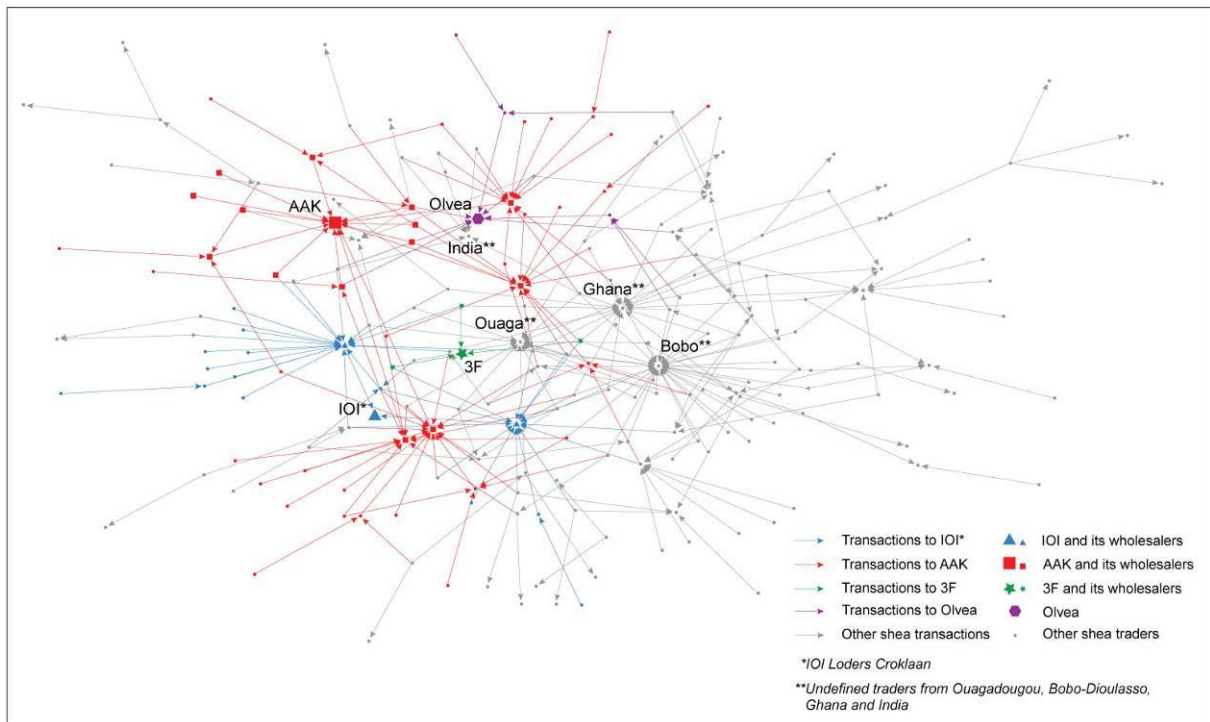 AAK
Olvea
India**
Ghana**
Ouaga**
Bobo**
3F
IOI*
Transactions to IOI*
IOI and its wholesalers
Transactions to AAK
AAK and its wholesalers
Transactions to 3F
3F and its wholesalers
Transactions to Olvea
Olvea
Other shea transactions
Other shea traders
*IOI Loders Croklaan
**Undefined traders from Ouagadougou, Bobo-Dioulasso,
Ghana and India